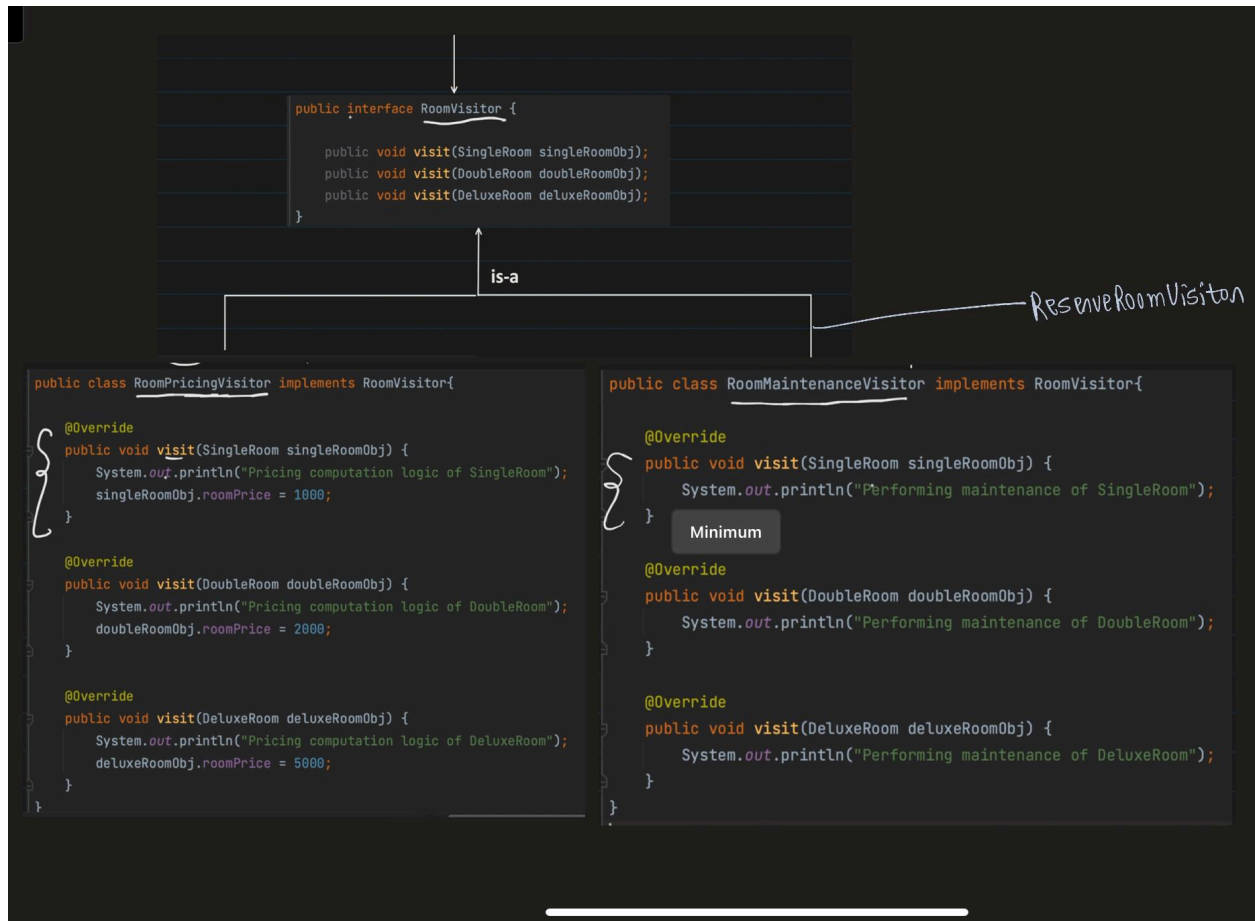 public interface RoomVisitor {
public void visit(SingleRoom singleRoomObj);
public void visit(DoubleRoom doubleRoomObj);
public void visit(DeluxeRoom deluxeRoomObj);
}
is-a
ReserveRoomVisitor
public class RoomPricingVisitor implements RoomVisitor{
@Override
public void visit(SingleRoom singleRoomObj) {
System.out.println("Pricing computation logic of SingleRoom");
singleRoomObj.roomPrice = 1000;
}
@Override
public void visit(DoubleRoom doubleRoomObj) {
System.out.println("Pricing computation logic of DoubleRoom");
doubleRoomObj.roomPrice = 2000;
}
@Override
public void visit(DeluxeRoom deluxeRoomObj) {
System.out.println("Pricing computation logic of DeluxeRoom");
deluxeRoomObj.roomPrice = 5000;
}
}
public class RoomMaintenanceVisitor implements RoomVisitor{
@Override
public void visit(SingleRoom singleRoomObj) {
System.out.println("Performing maintenance of SingleRoom");
}
Minimum
@Override
public void visit(DoubleRoom doubleRoomObj) {
System.out.println("Performing maintenance of DoubleRoom");
}
@Override
public void visit(DeluxeRoom deluxeRoomObj) {
System.out.println("Performing maintenance of DeluxeRoom");
}
}